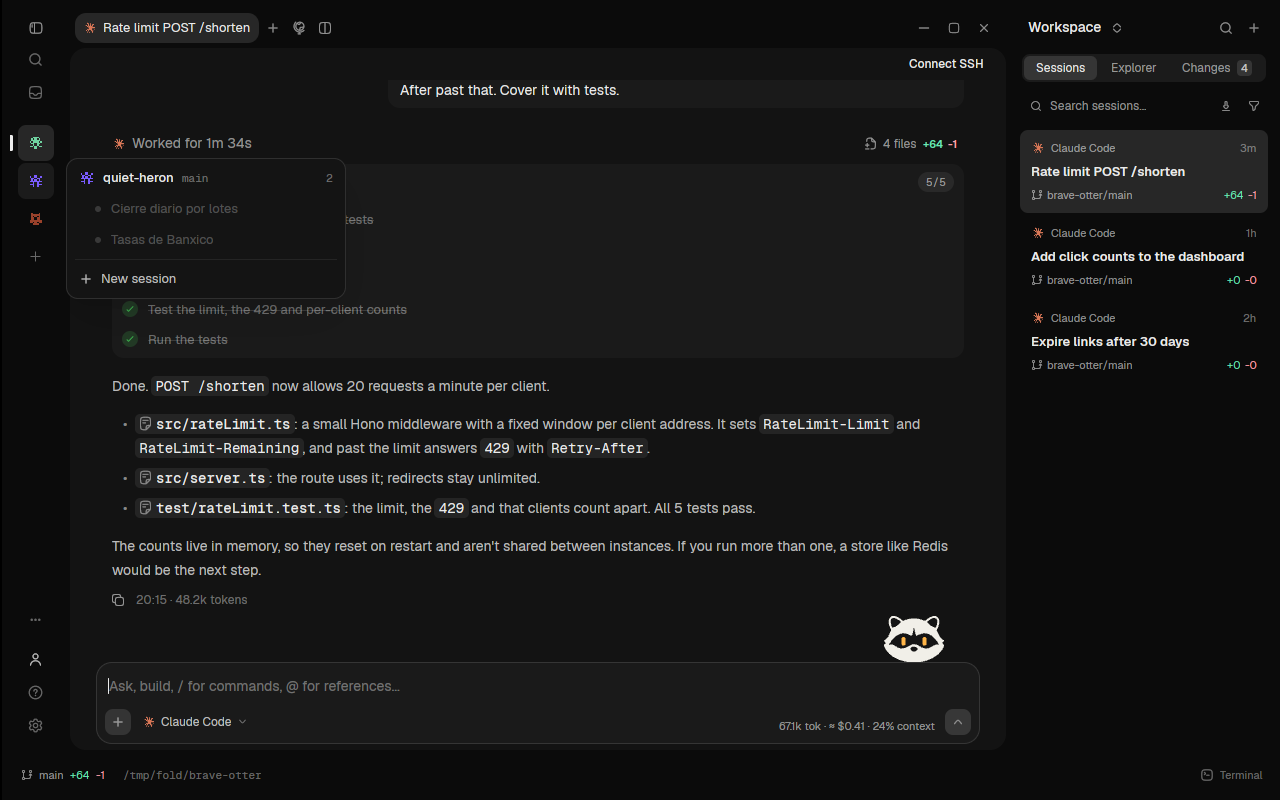 Rate limit POST /shorten
Connect SSH
After past that. Cover it with tests.
Worked for 1m 34s
4 files +64 -1
5/5
quiet-heron main 2
Cierre diario por lotes
Tasas de Banxico
New session
tests
Test the limit, the 429 and per-client counts
Run the tests
Done. POST /shorten now allows 20 requests a minute per client.
• src/rateLimit.ts: a small Hono middleware with a fixed window per client address. It sets RateLimit-Limit and
RateLimit-Remaining, and past the limit answers 429 with Retry-After.
• src/server.ts: the route uses it; redirects stay unlimited.
• test/rateLimit.test.ts: the limit, the 429 and that clients count apart. All 5 tests pass.
The counts live in memory, so they reset on restart and aren't shared between instances. If you run more than one, a store like Redis
would be the next step.
20:15 · 48.2k tokens
Ask, build, / for commands, @ for references...
Claude Code
67.1k tok · ≈ $0.41 · 24% context
main +64 -1 /tmp/fold/brave-otter
Workspace
Sessions Explorer Changes 4
Search sessions...
Claude Code 3m
Rate limit POST /shorten
brave-otter/main +64 -1
Claude Code 1h
Add click counts to the dashboard
brave-otter/main +0 -0
Claude Code 2h
Expire links after 30 days
brave-otter/main +0 -0
Terminal